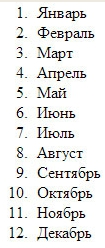 1. Январь
2. Февраль
3. Март
4. Апрель
5. Май
6. Июнь
7. Июль
8. Август
9. Сентябрь
10. Октябрь
11. Ноябрь
12. Декабрь